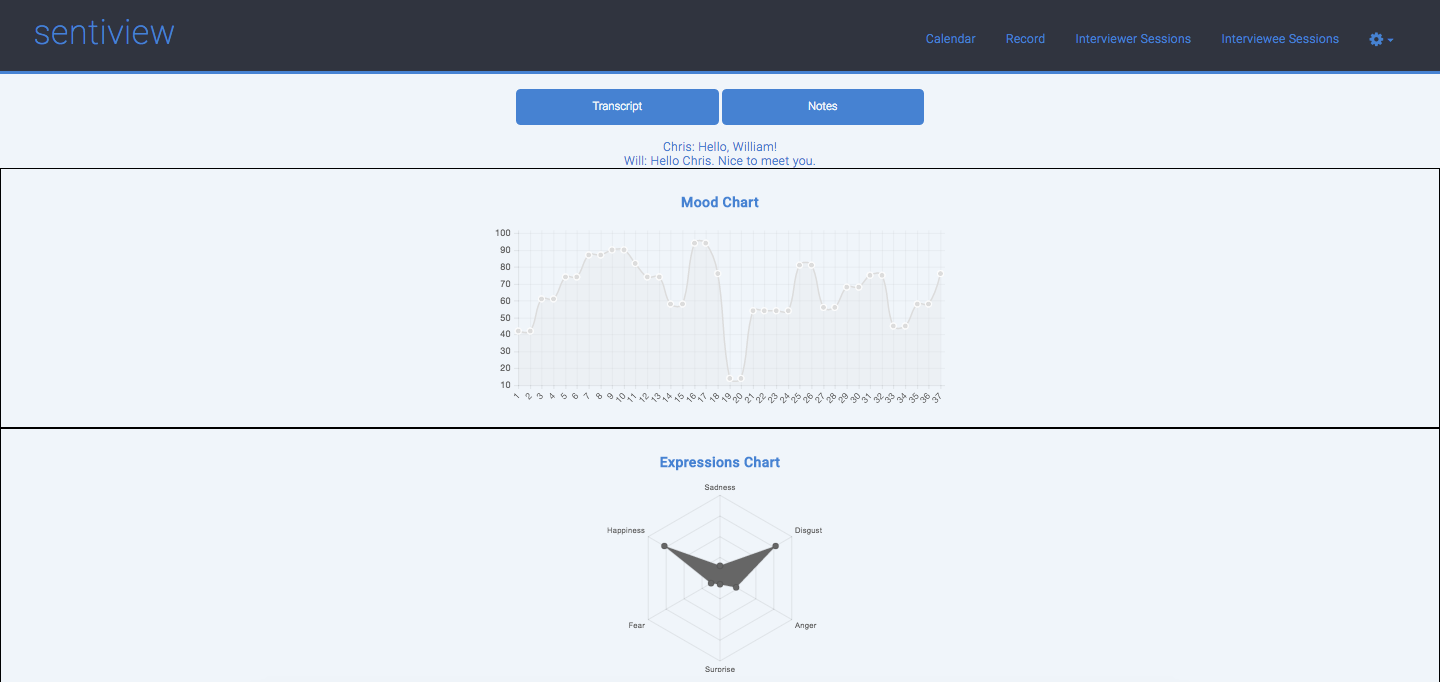 sentiview
Calendar Record Interviewer Sessions Interviewee Sessions
Transcript Notes
Chris: Hello, William!
Will: Hello Chris. Nice to meet you.
Mood Chart
100
90
80
70
60
50
40
30
20
10
1 2 3 4 5 6 7 8 9 10 11 12 13 14 15 16 17 18 19 20 21 22 23 24 25 26 27 28 29 30 31 32 33 34 35 36 37
Expressions Chart
Sadness
Happiness Disgust
Fear Anger
Surprise